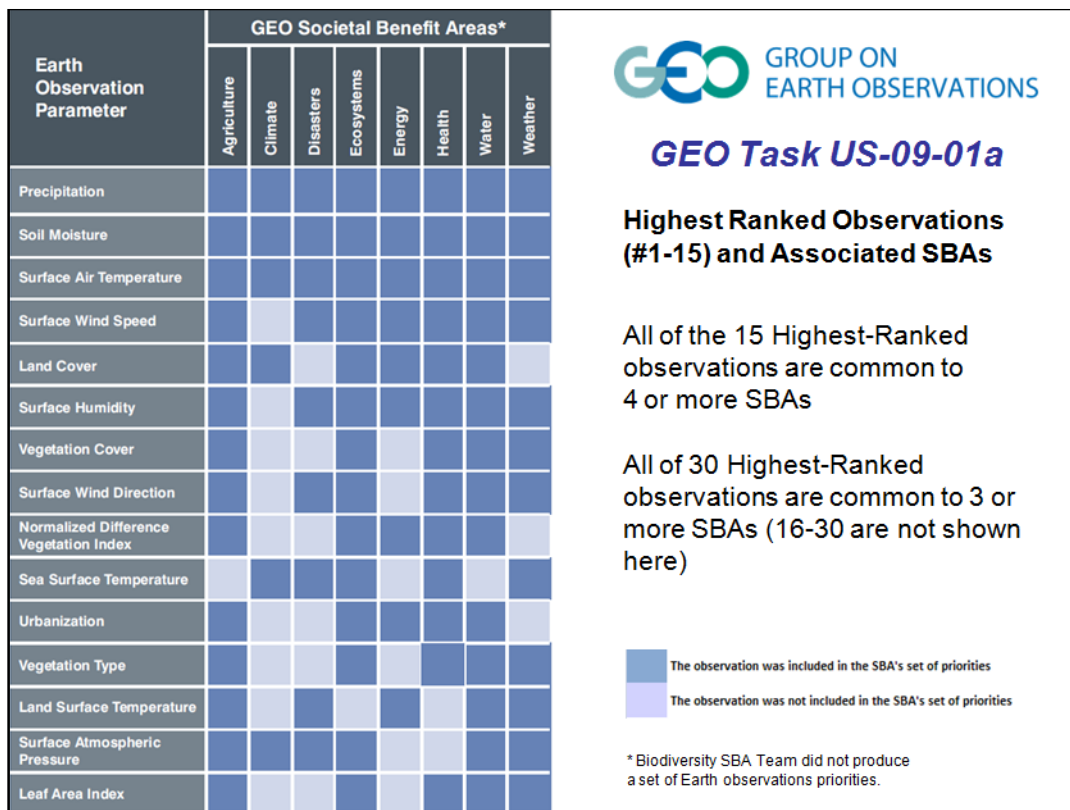 GEO Societal Benefit Areas*
Earth
Observation
Parameter
Agriculture
Climate
Disasters
Ecosystems
Energy
Health
Water
Weather
Precipitation
Soil Moisture
Surface Air Temperature
Surface Wind Speed
Land Cover
Surface Humidity
Vegetation Cover
Surface Wind Direction
Normalized Difference
Vegetation Index
Sea Surface Temperature
Urbanization
Vegetation Type
Land Surface Temperature
Surface Atmospheric
Pressure
Leaf Area Index
GEO
GROUP ON
EARTH OBSERVATIONS
GEO Task US-09-01a
Highest Ranked Observations
(#1-15) and Associated SBAs
All of the 15 Highest-Ranked
observations are common to
4 or more SBAs
All of 30 Highest-Ranked
observations are common to 3 or
more SBAs (16-30 are not shown
here)
The observation was included in the SBA's set of priorities
The observation was not included in the SBA's set of priorities
* Biodiversity SBA Team did not produce
a set of Earth observations priorities.